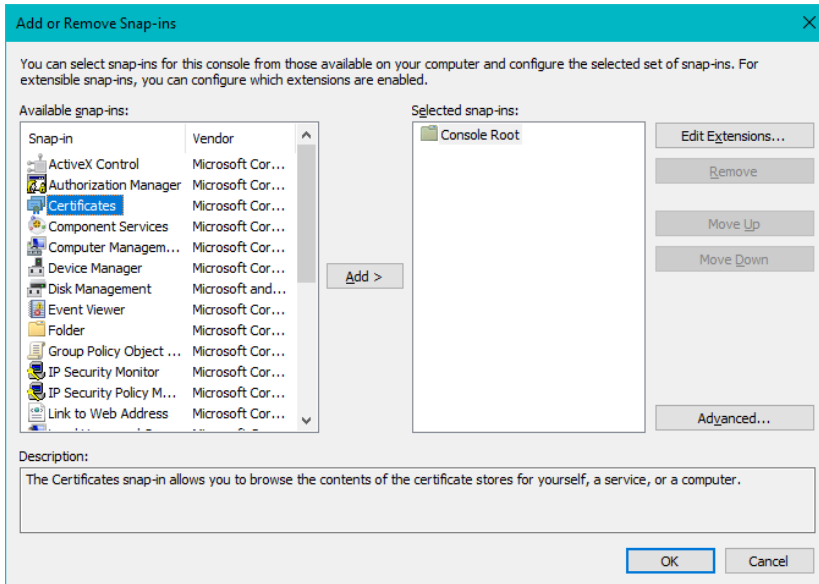 Add or Remove Snap-ins
You can select snap-ins for this console from those available on your computer and configure the selected set of snap-ins. For
extensible snap-ins, you can configure which extensions are enabled.
Available snap-ins:
Selected snap-ins:
Snap-in Vendor
ActiveX Control Microsoft Cor...
Authorization Manager Microsoft Cor...
Certificates Microsoft Cor...
Component Services Microsoft Cor...
Computer Managem... Microsoft Cor...
Device Manager Microsoft Cor...
Disk Management Microsoft and...
Event Viewer Microsoft Cor...
Folder Microsoft Cor...
Group Policy Object ... Microsoft Cor...
IP Security Monitor Microsoft Cor...
IP Security Policy M... Microsoft Cor...
Link to Web Address Microsoft Cor...
Add >
Console Root
Edit Extensions...
Remove
Move Up
Move Down
Advanced...
Description:
The Certificates snap-in allows you to browse the contents of the certificate stores for yourself, a service, or a computer.
OK
Cancel